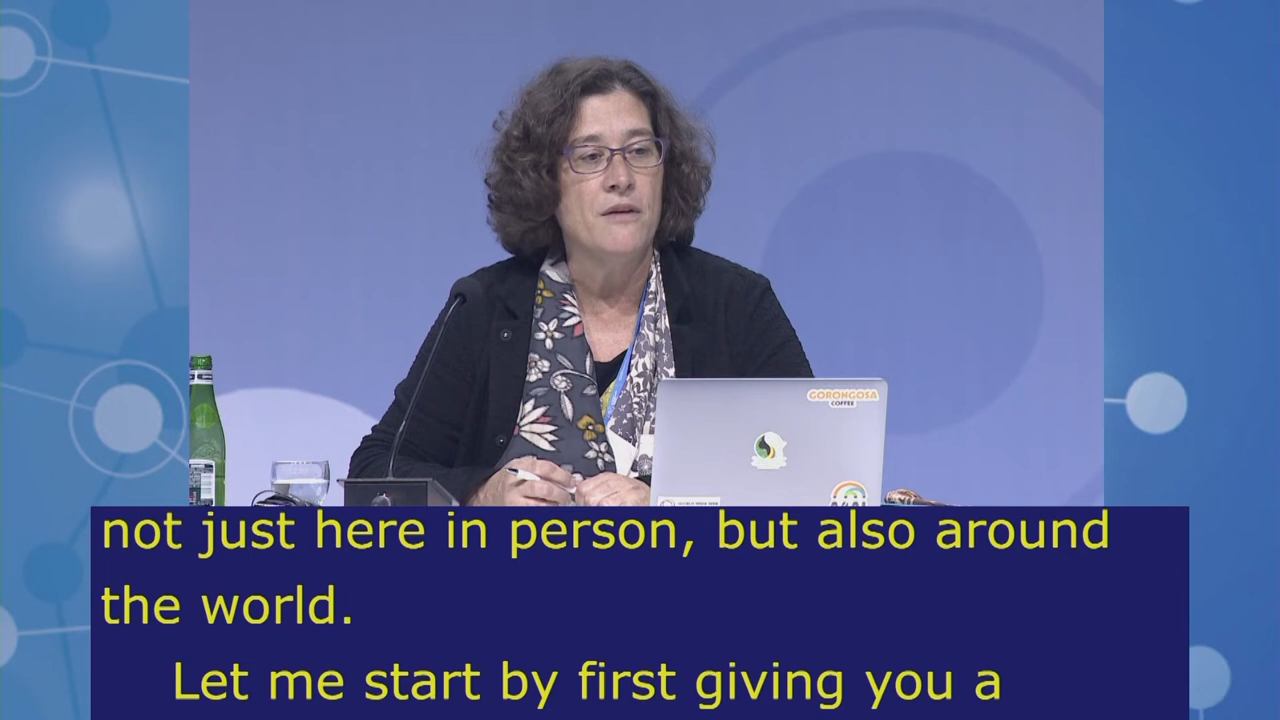 GORONGOSA
COFFEE
not just here in person, but also around
the world.
Let me start by first giving you a